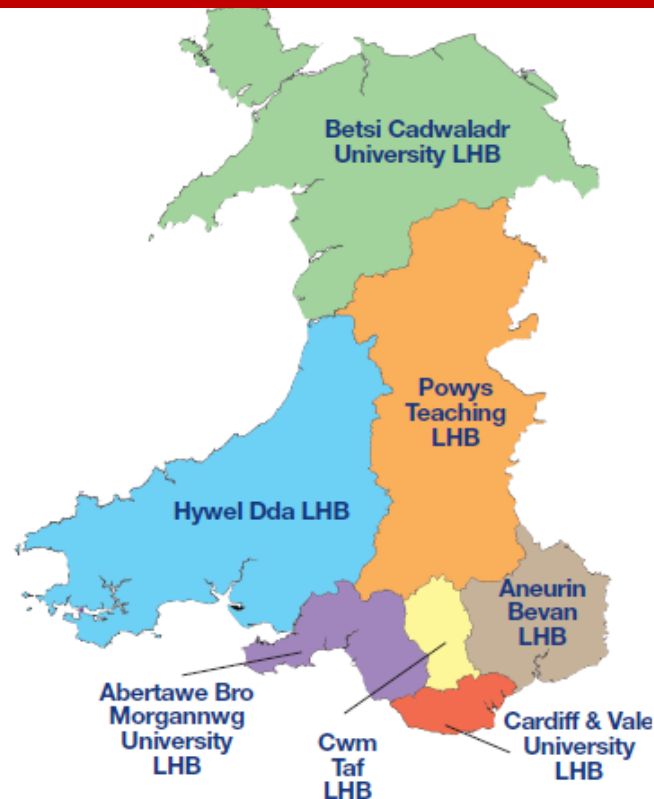 Betsi Cadwaladr
University LHB
Powys
Teaching
LHB
Hywel Dda LHB
Aneurin
Bevan
LHB
Abertawe Bro
Morgannwg
University
LHB
Cwm
Taf
LHB
Cardiff & Vale
University
LHB